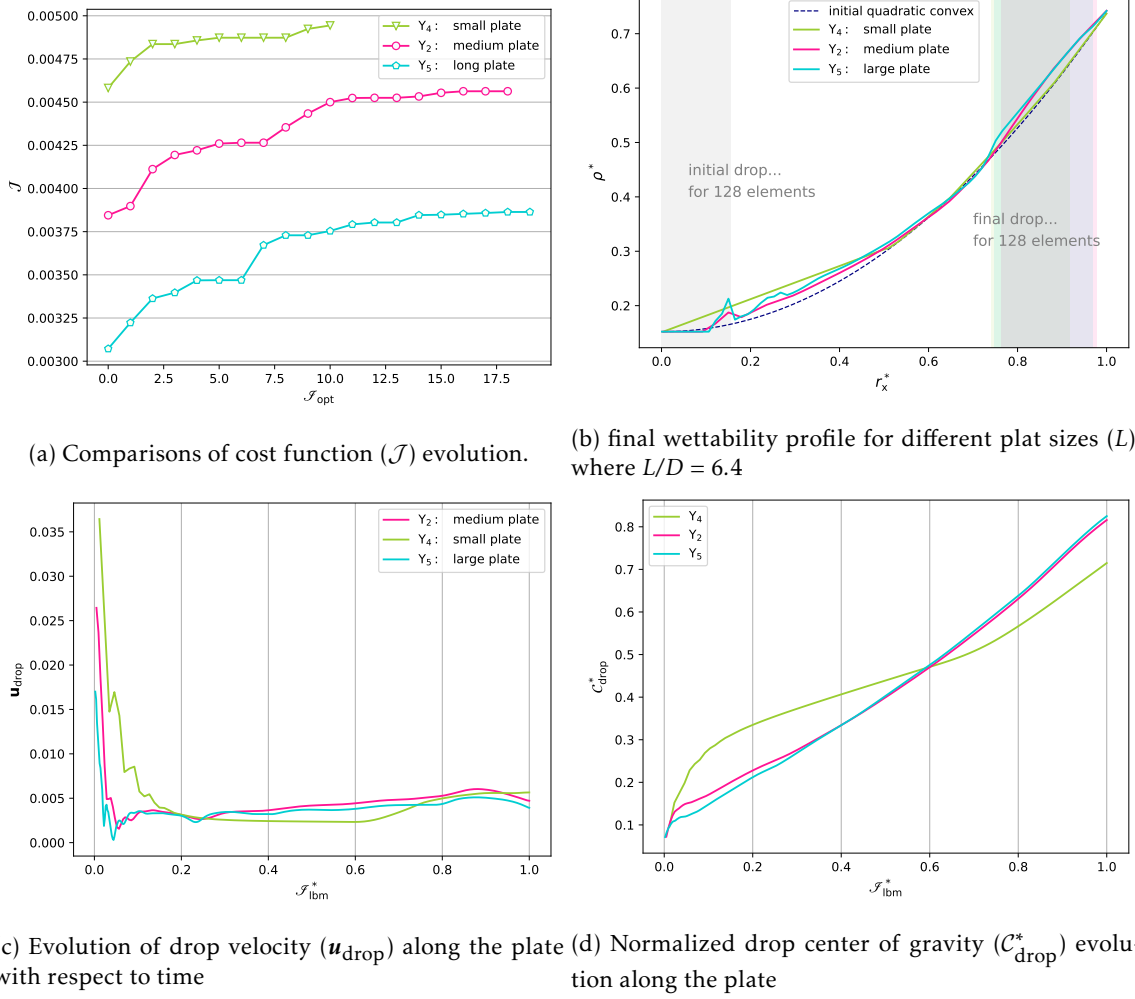 0.00500
0.00475
0.00450
0.00425
0.00400
0.00375
0.00350
0.00325
0.00300
𝒥
0.0 2.5 5.0 7.5 10.0 12.5 15.0 17.5
ℐopt
Y4 : small plate
Y2 : medium plate
Y5 : long plate
(a) Comparisons of cost function (𝒥) evolution.
0.7
0.6
0.5
0.4
0.3
0.2
ρ*
0.0 0.2 0.4 0.6 0.8 1.0
r*x
initial quadratic convex
Y4 : small plate
Y2 : medium plate
Y5 : large plate
initial drop...
for 128 elements
final drop...
for 128 elements
(b) final wettability profile for different plat sizes (L)
where L/D = 6.4
0.035
0.030
0.025
0.020
0.015
0.010
0.005
0.000
udrop
0.0 0.2 0.4 0.6 0.8 1.0
ℐ*lbm
Y2 : medium plate
Y4 : small plate
Y5 : large plate
c) Evolution of drop velocity (udrop) along the plate
with respect to time
0.8
0.7
0.6
0.5
0.4
0.3
0.2
0.1
𝒞*drop
0.0 0.2 0.4 0.6 0.8 1.0
ℐ*lbm
Y4
Y2
Y5
(d) Normalized drop center of gravity (𝒞*drop) evolu-
tion along the plate